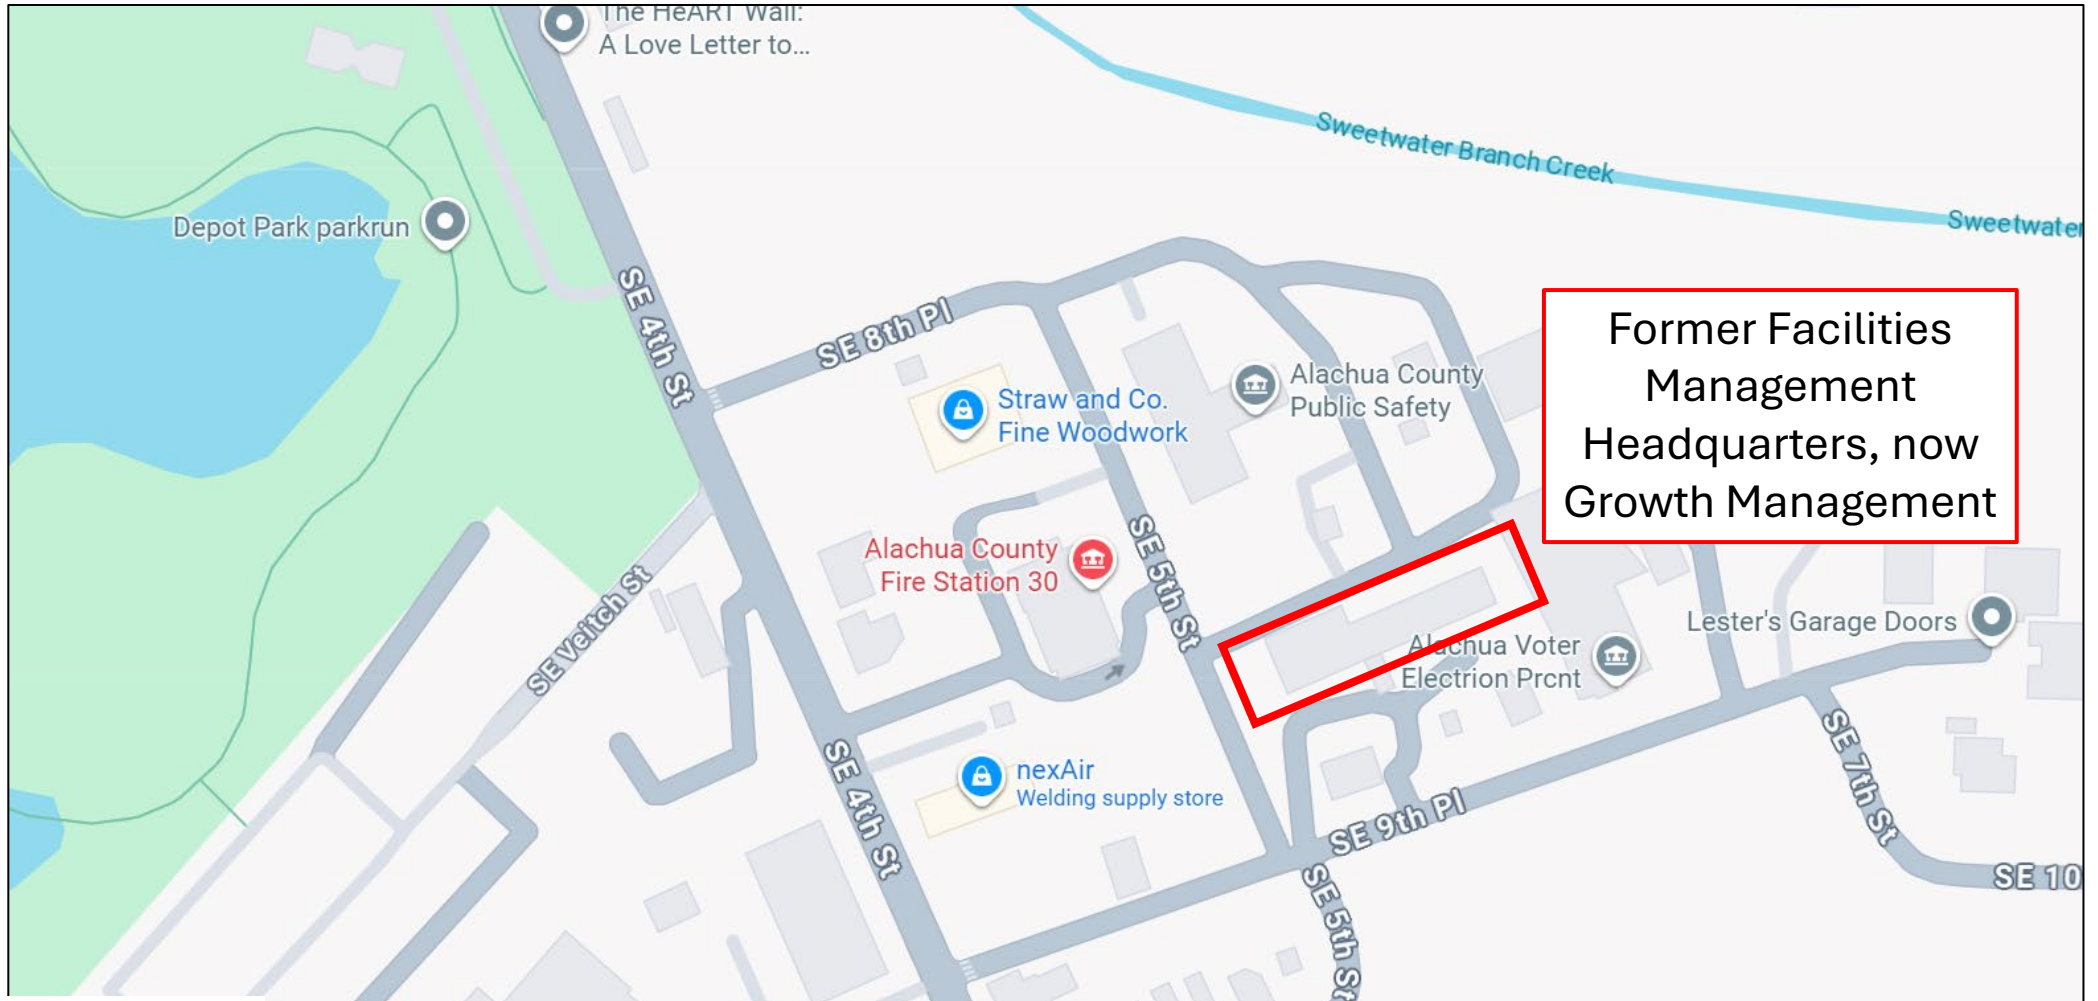 The HeART Wall:
A Love Letter to...
Sweetwater Branch Creek
Sweetwater
Depot Park parkrun
SE 4th St
SE 8th Pl
Straw and Co.
Fine Woodwork
Alachua County
Public Safety
Former Facilities
Management
Headquarters, now
Growth Management
Alachua County
Fire Station 30
SE 5th St
SE Veitch St
Alachua Voter
Electrion Prcnt
Lester's Garage Doors
SE 4th St
nexAir
Welding supply store
SE 9th Pl
SE 7th St
SE 10
SE 5th St